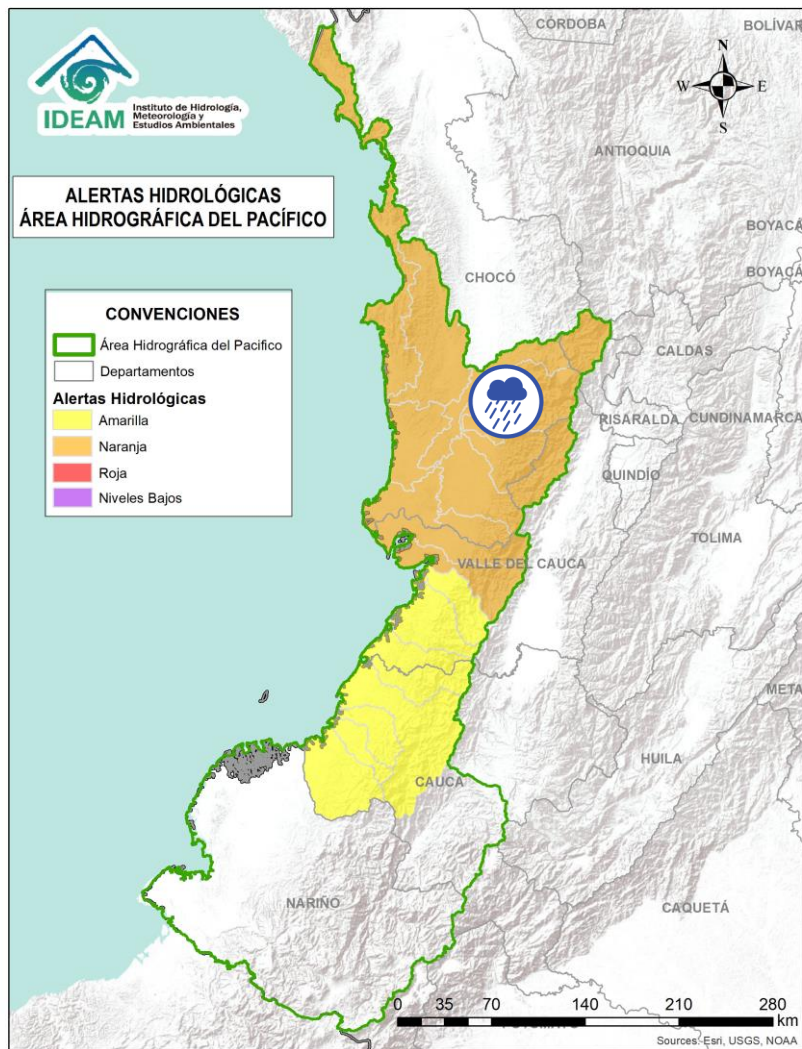 CÓRDOBA
BOLÍVAR
N
W
E
S
IDEAM
Instituto de Hidrología,
Meteorología y
Estudios Ambientales
ANTIOQUIA
ALERTAS HIDROLÓGICAS
ÁREA HIDROGRÁFICA DEL PACÍFICO
BOYACÁ
BOYACÁ
CHOCÓ
CONVENCIONES
Área Hidrográfica del Pacifico
Departamentos
Alertas Hidrológicas
Amarilla
Naranja
Roja
Niveles Bajos
CALDAS
RISARALDA
CUNDINAMARCA
QUINDÍO
TOLIMA
VALLE DEL CAUCA
META
HUILA
CAUCA
NARIÑO
CAQUETÁ
0 35 70 140 210 280
km
Sources: Esri, USGS, NOAA